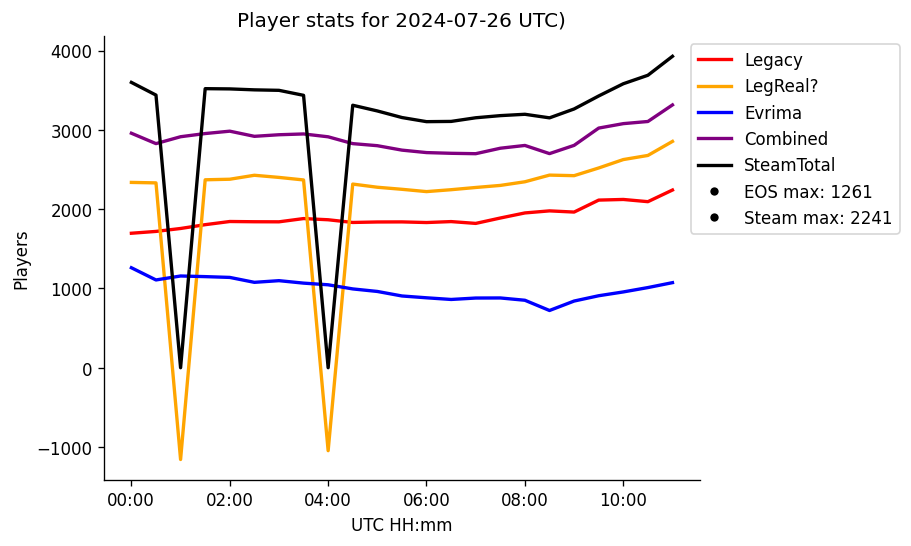 Player stats for 2024-07-26 UTC)
4000
3000
2000
1000
0
−1000
Players
00:00
02:00
04:00
06:00
08:00
10:00
UTC HH:mm
Legacy
LegReal?
Evrima
Combined
SteamTotal
EOS max: 1261
Steam max: 2241